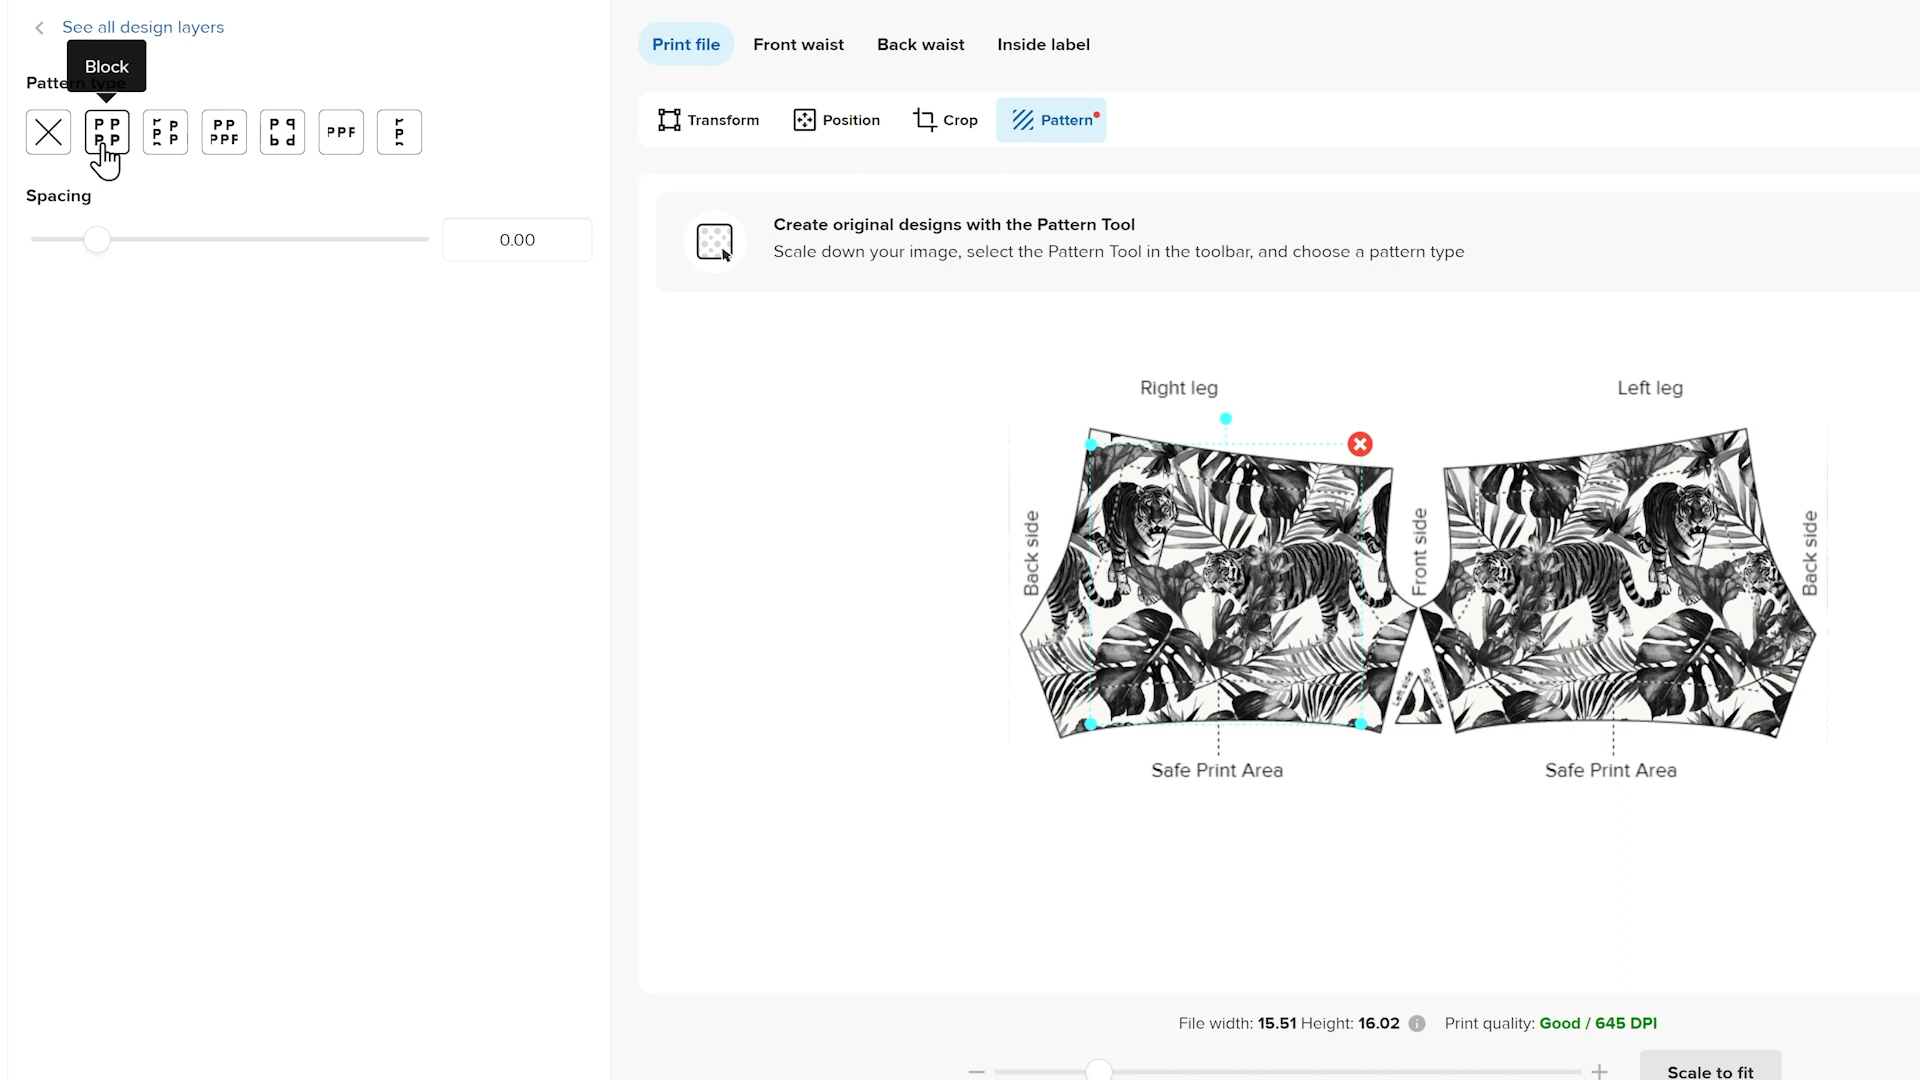 See all design layers
Block
Pattern type
Spacing
0.00
Print file
Front waist
Back waist
Inside label
Transform
Position
Crop
Pattern
Create original designs with the Pattern Tool
Scale down your image, select the Pattern Tool in the toolbar, and choose a pattern type
Right leg
Left leg
Back side
Front side
Back side
Safe Print Area
Safe Print Area
File width: 15.51 Height: 16.02
Print quality: Good / 645 DPI
Scale to fit